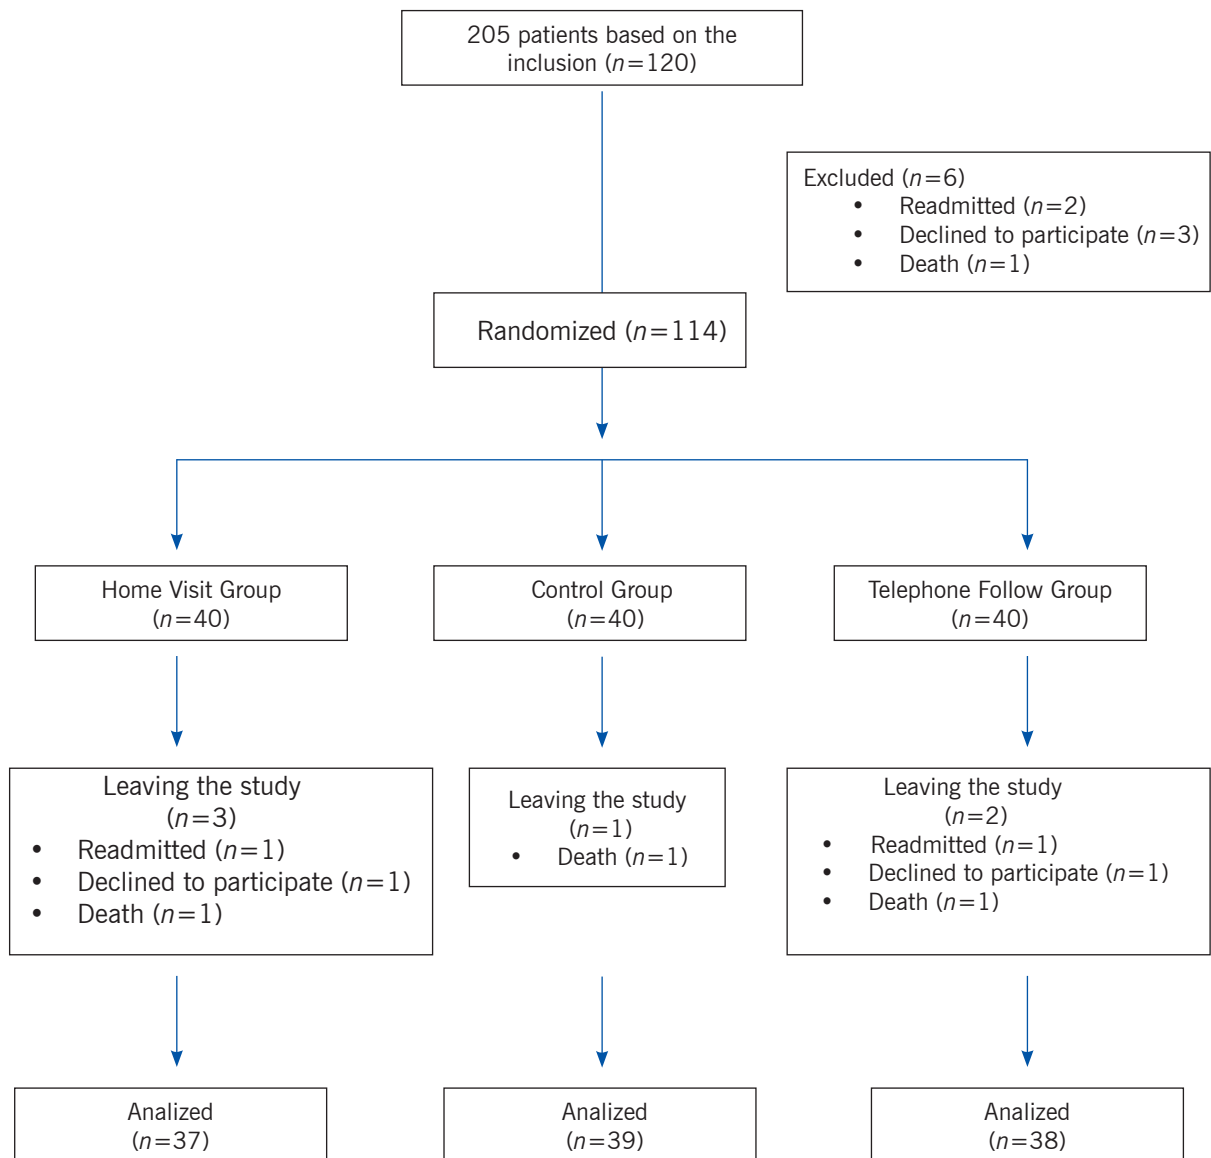 205 patients based on the
inclusion (n=120)
Excluded (n=6)
• Readmitted (n=2)
• Declined to participate (n=3)
• Death (n=1)
Randomized (n=114)
Home Visit Group
(n=40)
Control Group
(n=40)
Telephone Follow Group
(n=40)
Leaving the study
(n=3)
• Readmitted (n=1)
• Declined to participate (n=1)
• Death (n=1)
Leaving the study
(n=1)
• Death (n=1)
Leaving the study
(n=2)
• Readmitted (n=1)
• Declined to participate (n=1)
• Death (n=1)
Analized
(n=37)
Analized
(n=39)
Analized
(n=38)